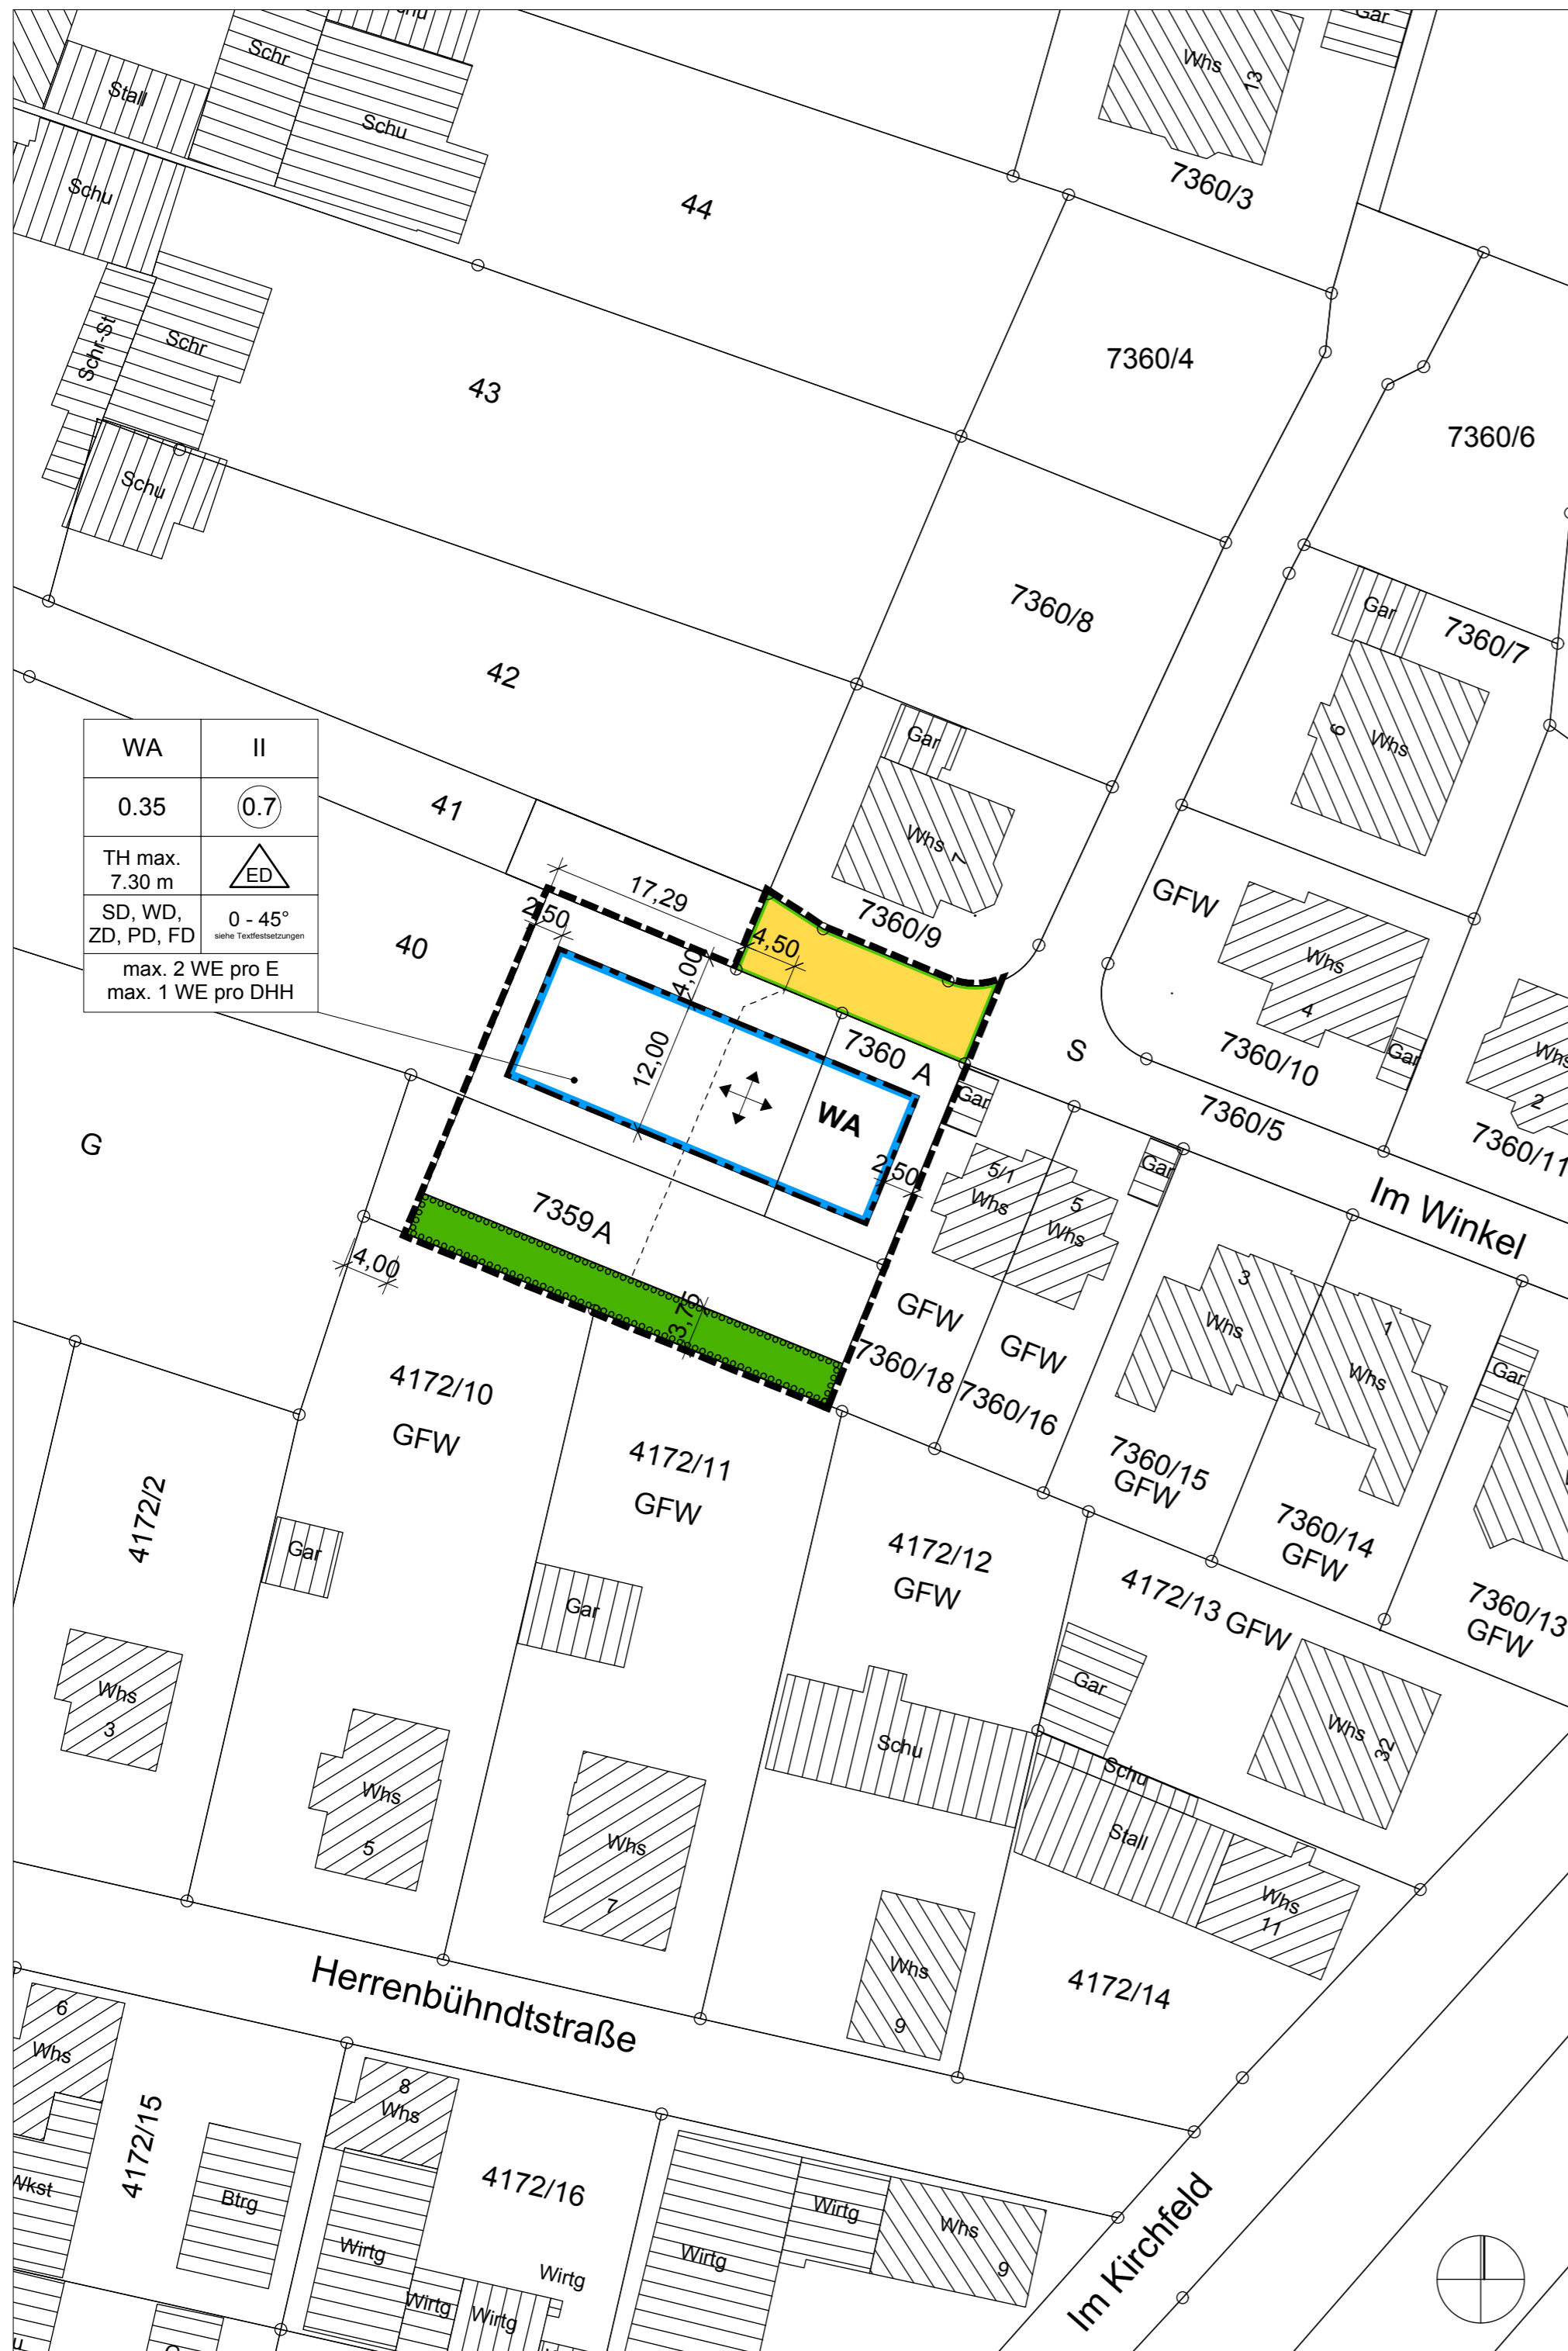 Schr
Schu
Gar
Whs
13
Stall
Schu
Schu
7360/3
44
Schr-St
Schr
43
7360/4
7360/6
Schu
7360/8
Gar
7360/7
42
6
Whs
Gar
Whs 7
7360/9
WA II
0.35 0.7
TH max.
7.30 m
ED
SD, WD,
ZD, PD, FD
0 - 45°
siehe Textfestsetzungen
max. 2 WE pro E
max. 1 WE pro DHH
41
17,29
2,50
4,50
4,00
40
GFW
Whs
4
Gar
7360/10
7360 A
S
12,00
WA
Gar
7360/5
Whs
2
7360/11
G
2,50
5/1
Whs
5
Whs
Gar
Im Winkel
7359 A
4,00
3,75
GFW
GFW
7360/18
7360/16
3
Whs
1
Whs
Gar
4172/10
GFW
4172/11
GFW
7360/15
GFW
7360/14
GFW
4172/2
Gar
Gar
4172/12
GFW
4172/13 GFW
7360/13
GFW
Whs
3
Whs
5
Whs
7
Schu
Gar
Whs
32
Schu
Stall
Whs
11
Whs
9
4172/14
Herrenbühndtstraße
6
Whs
8
Whs
4172/15
Wkst
Btrg
4172/16
Wirtg
Wirtg
Wirtg
Wirtg
Wirtg
Wirtg
Whs
9
Im Kirchfeld